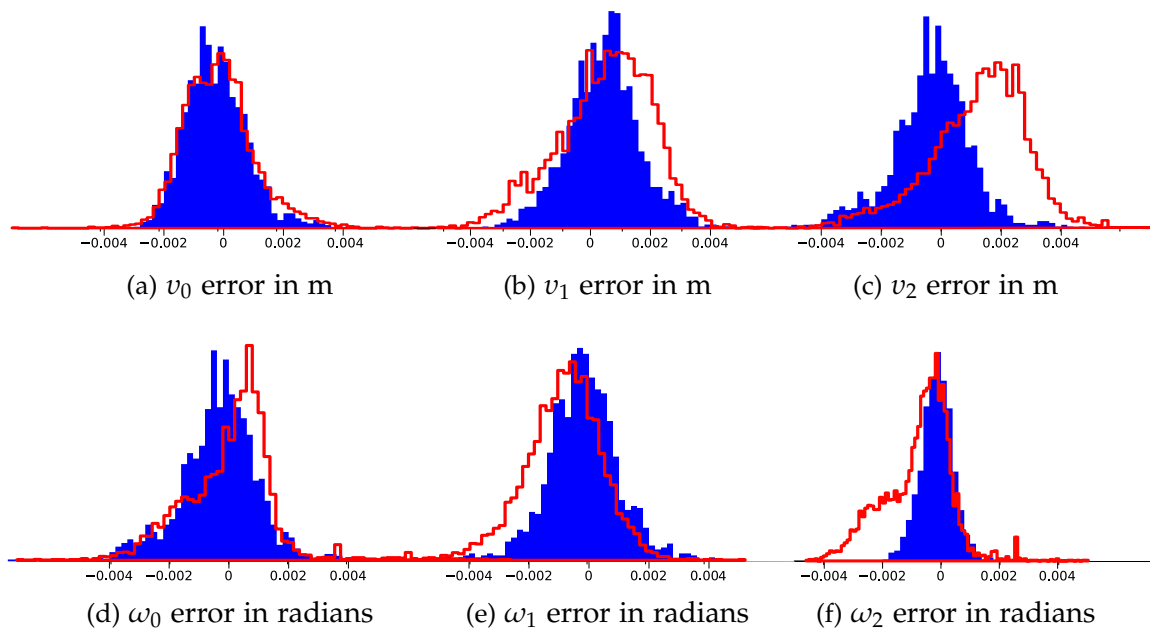 −0.004 −0.002 0 0.002 0.004 −0.004 −0.002 0 0.002 0.004 −0.004 −0.002 0 0.002 0.004
(a) v₀ error in m (b) v₁ error in m (c) v₂ error in m
−0.004 −0.002 0 0.002 0.004 −0.004 −0.002 0 0.002 0.004 −0.004 −0.002 0 0.002 0.004
(d) ω₀ error in radians (e) ω₁ error in radians (f) ω₂ error in radians